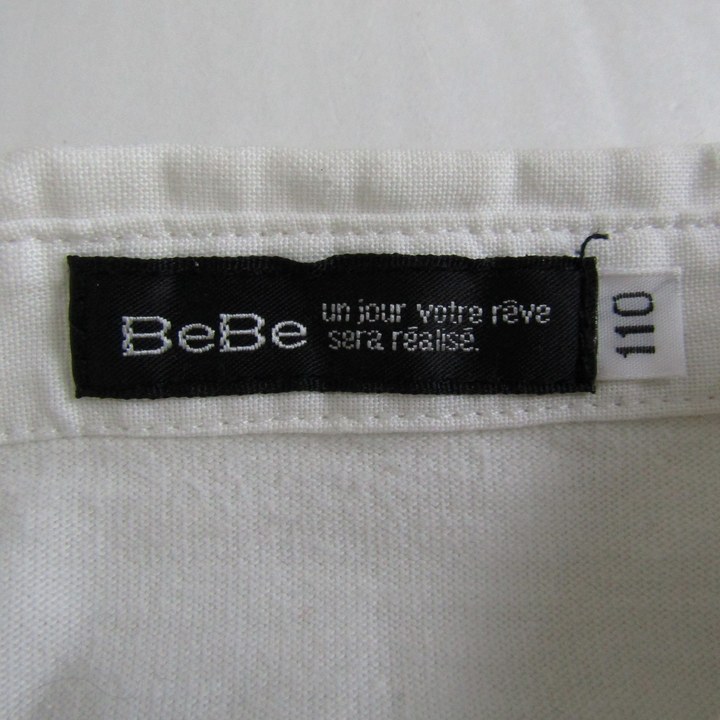 BeBe
un jour votre rêve
sera réalisé.
110